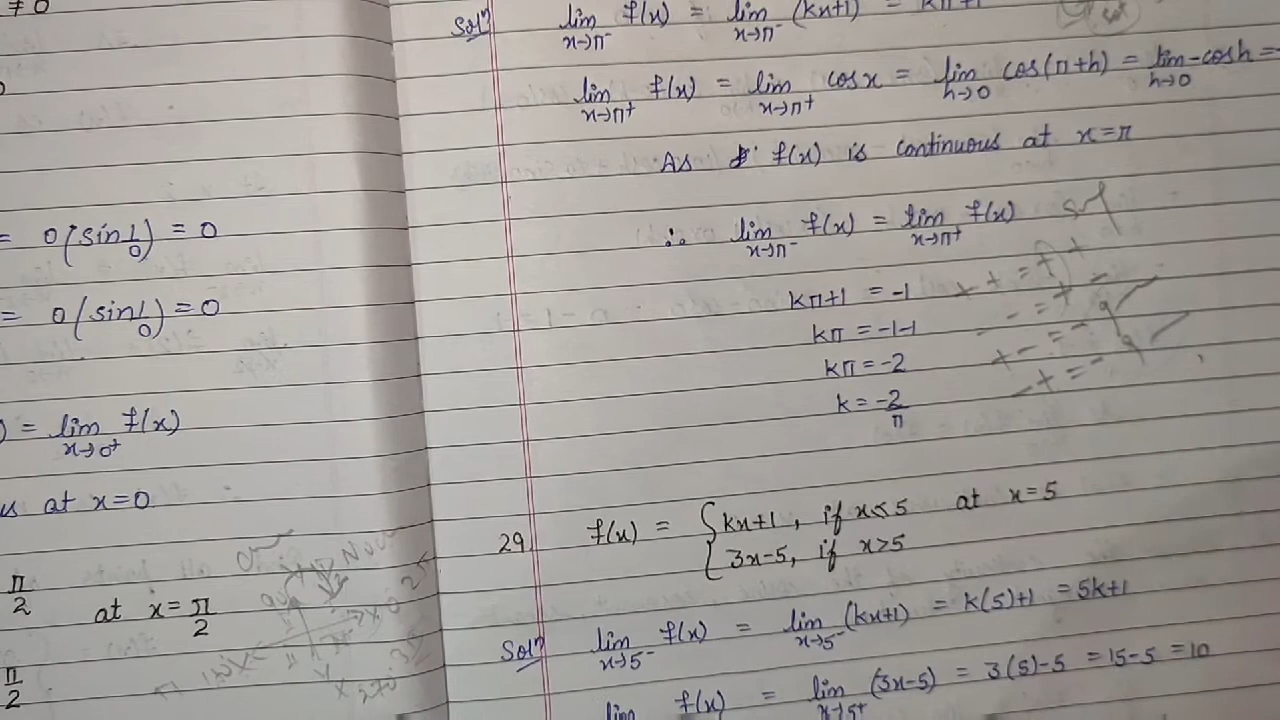 ≠ 0
= 0(sin 1/0) = 0
= 0(sin 1/0) = 0
) = lim x→0⁺ f(x)
us at x=0
π/2 at x = π/2
π/2
Solⁿ lim x→π⁻ f(x) = lim x→π⁻ (kx+1) = kπ+1
lim x→π⁺ f(x) = lim x→π⁺ cosx = lim h→0 cos(π+h) = lim h→0 -cosh =
As f(x) is continuous at x=π
∴ lim x→π⁻ f(x) = lim x→π⁺ f(x)
kπ+1 = -1
kπ = -1-1
kπ = -2
k = -2/π
29 f(x) = { kx+1, if x≤5 at x=5
3x-5, if x>5
Solⁿ lim x→5⁻ f(x) = lim x→5⁻ (kx+1) = k(5)+1 = 5k+1
lim f(x) = lim x→5⁺ (3x-5) = 3(5)-5 = 15-5 = 10